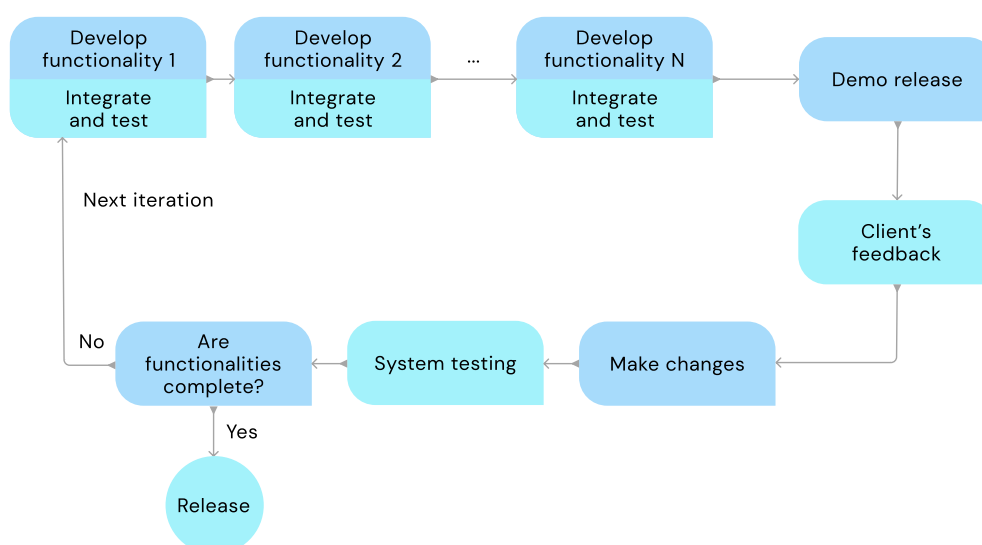 Develop
functionality 1
Integrate
and test
Develop
functionality 2
Integrate
and test
...
Develop
functionality N
Integrate
and test
Demo release
Next iteration
Client's
feedback
No
Are
functionalities
complete?
System testing
Make changes
Yes
Release